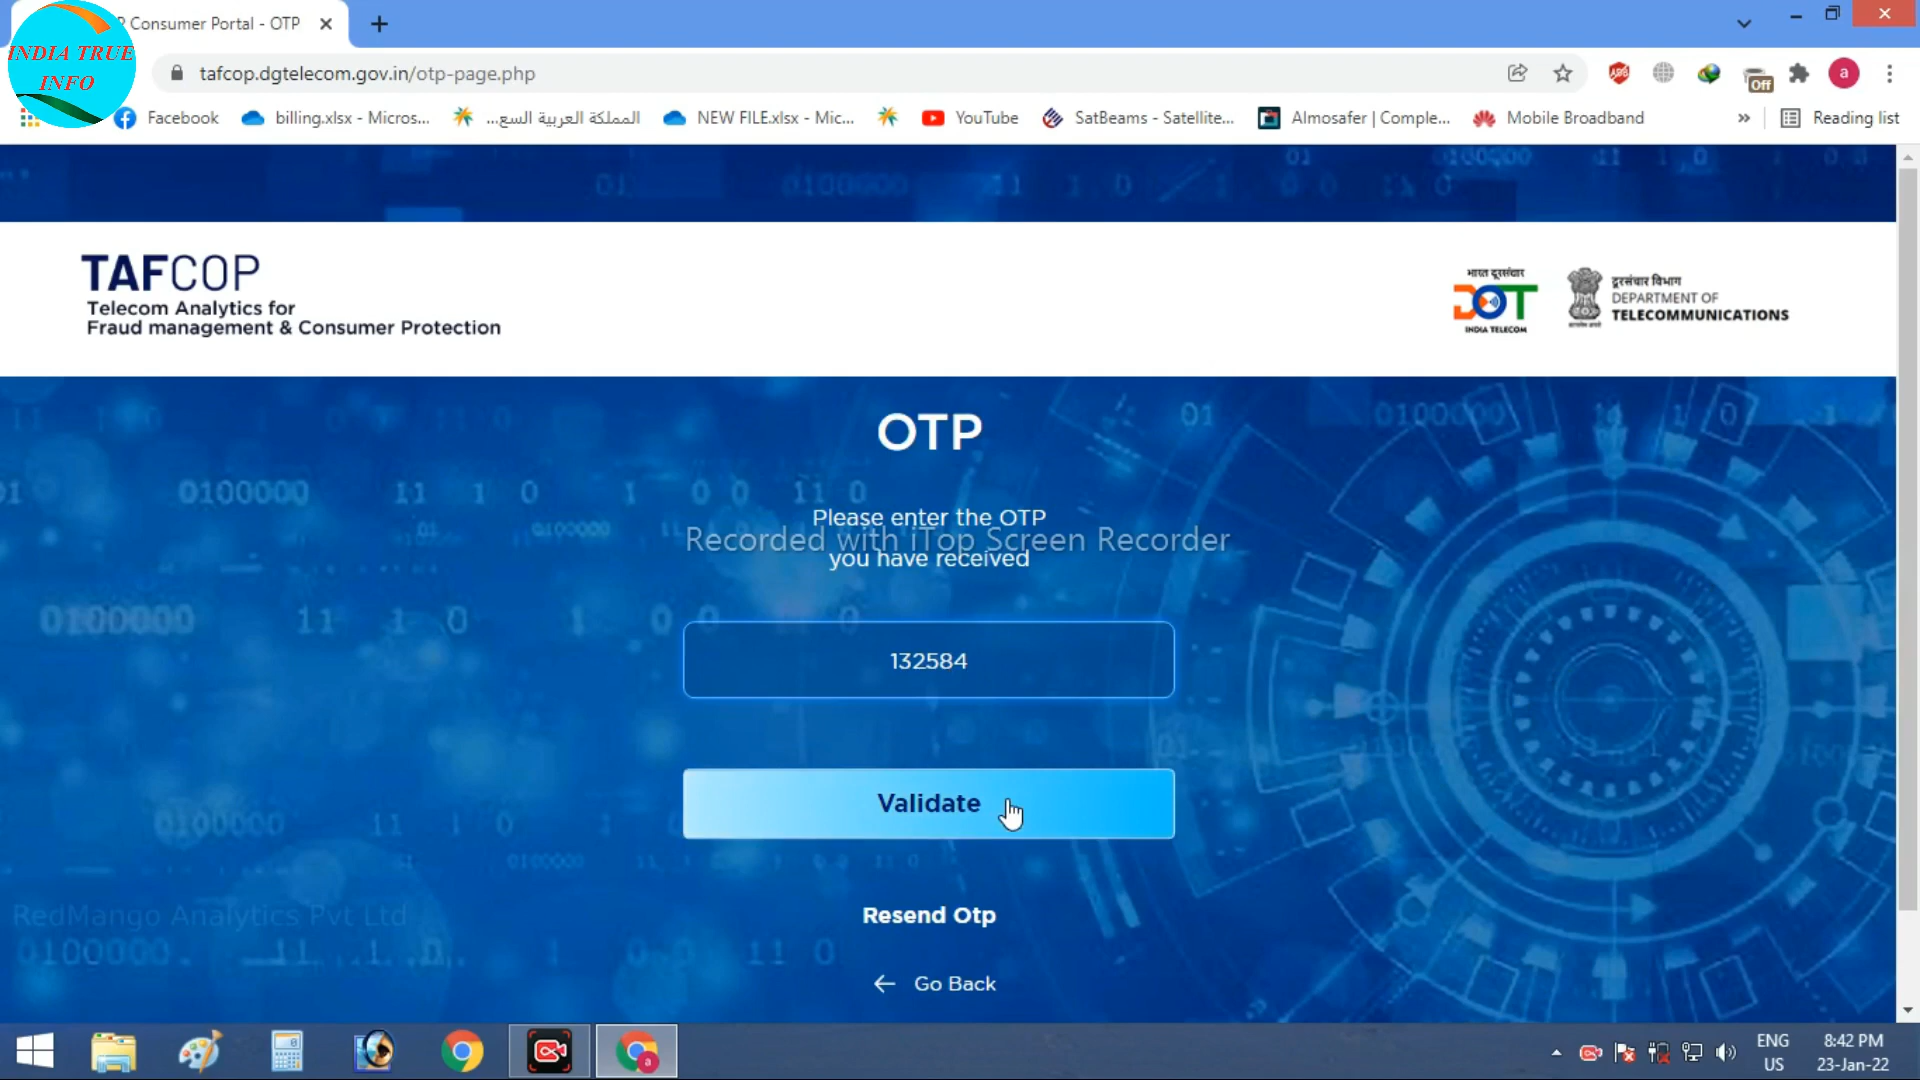 Consumer Portal - OTP
INDIA TRUE
INFO
tafcop.dgtelecom.gov.in/otp-page.php
Off
a
Facebook
billing.xlsx - Micros...
المملكة العربية السع...
NEW FILE.xlsx - Mic...
YouTube
SatBeams - Satellite...
Almosafer | Comple...
Mobile Broadband
Reading list
TAFCOP
Telecom Analytics for
Fraud management & Consumer Protection
भारत दूरसंचार
DOT
INDIA TELECOM
दूरसंचार विभाग
DEPARTMENT OF
TELECOMMUNICATIONS
OTP
Please enter the OTP
you have received
Recorded with iTop Screen Recorder
132584
Validate
Resend Otp
Go Back
RedMango Analytics Pvt Ltd
ENG
US
8:42 PM
23-Jan-22